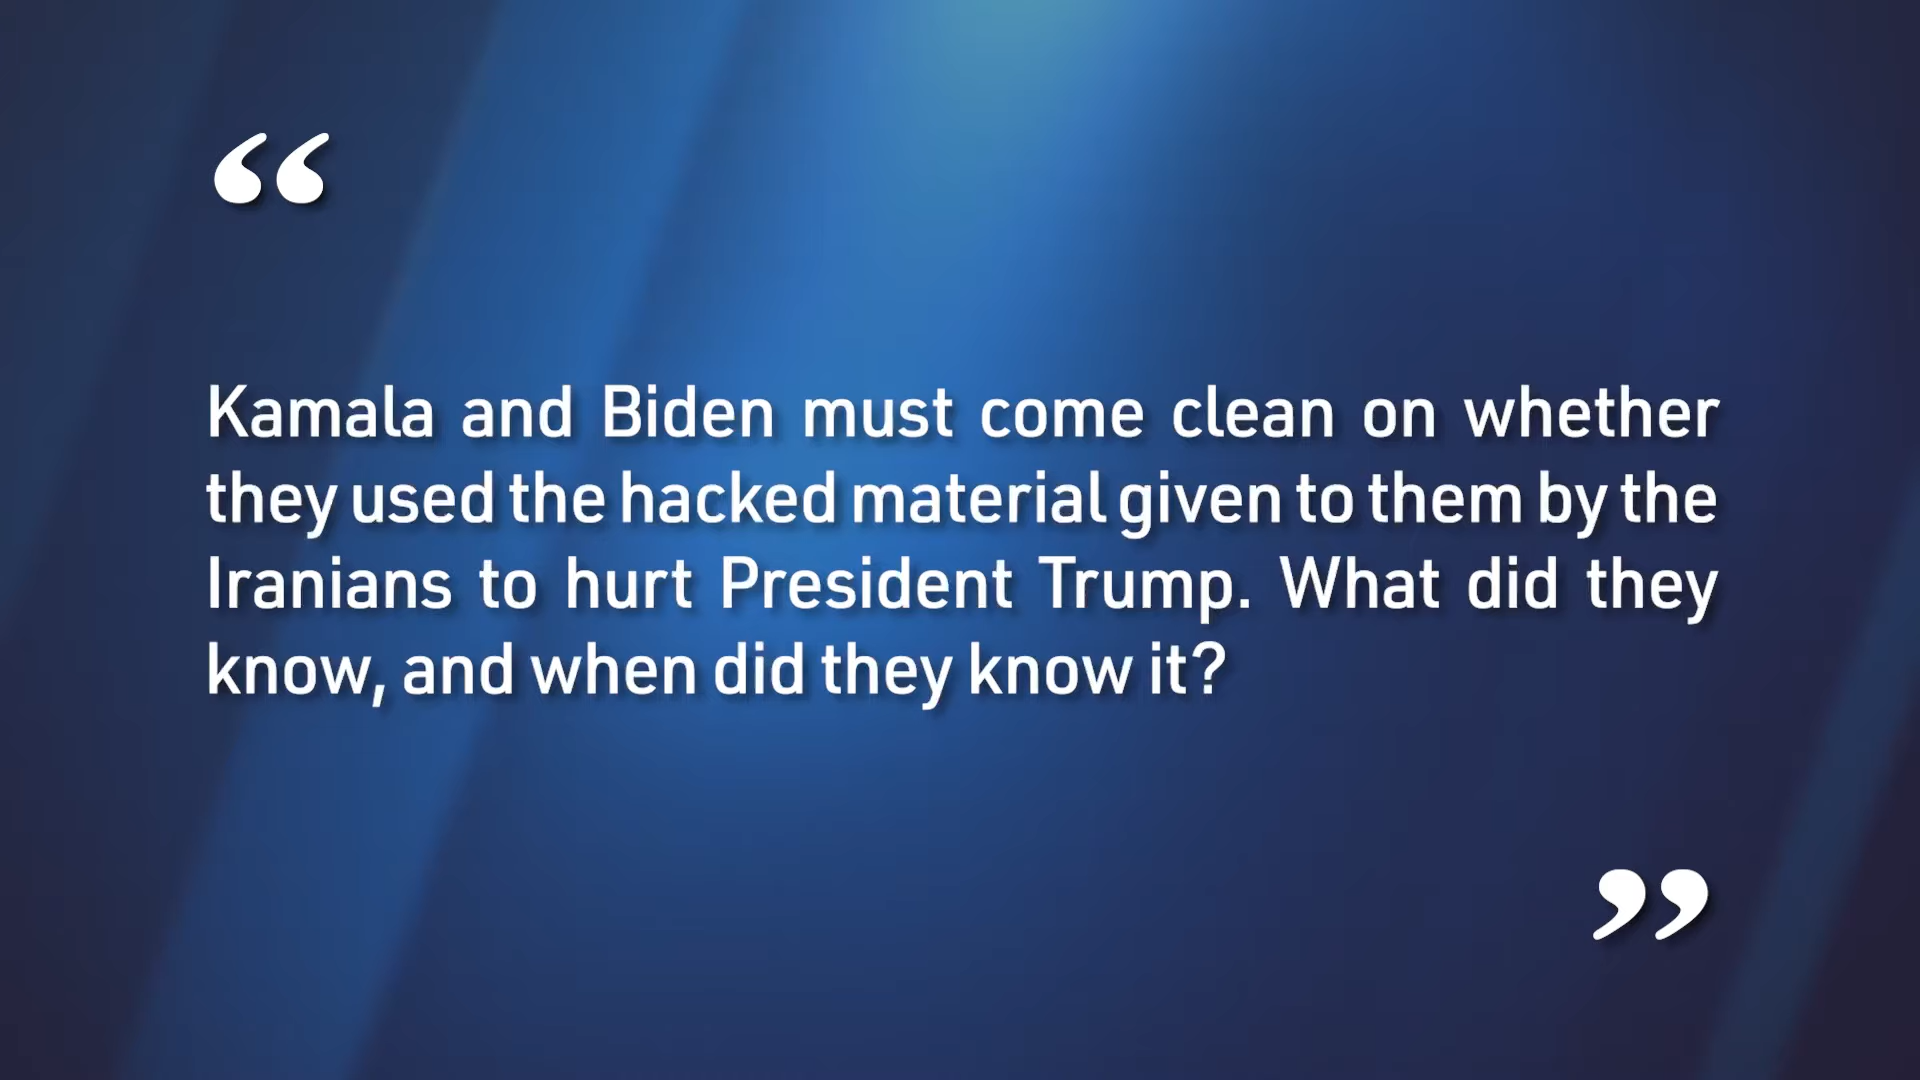 “
Kamala and Biden must come clean on whether
they used the hacked material given to them by the
Iranians to hurt President Trump. What did they
know, and when did they know it?
”